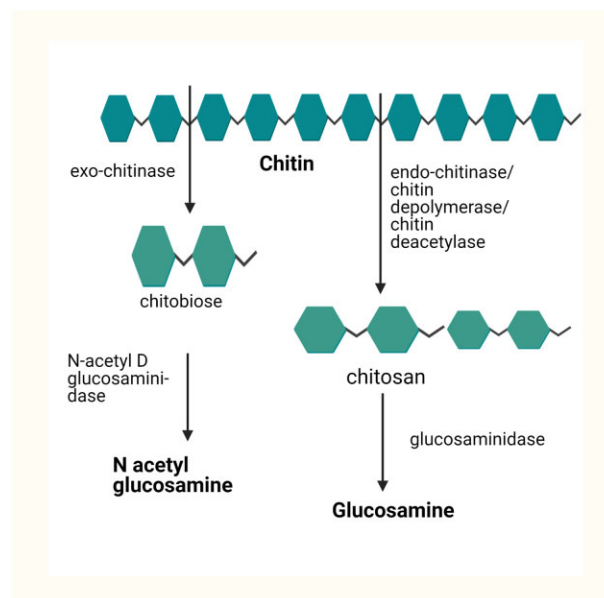 Chitin
exo-chitinase
endo-chitinase/
chitin
depolymerase/
chitin
deacetylase
chitobiose
chitosan
N-acetyl D
glucosamini-
dase
glucosaminidase
N acetyl
glucosamine
Glucosamine